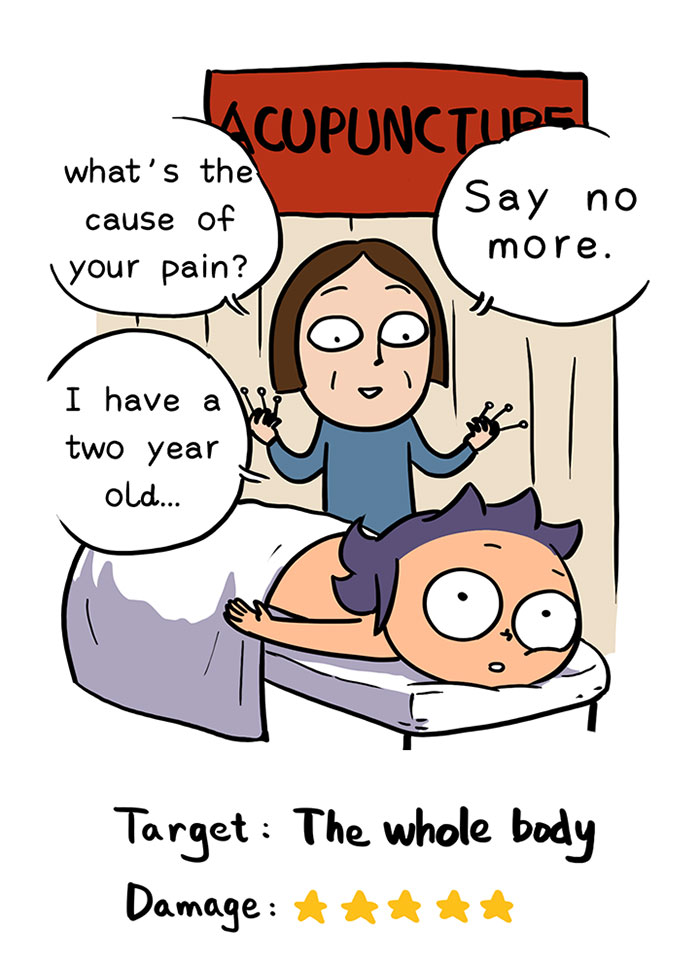 ACUPUNCTURE
what's the
cause of
your pain?
I have a
two year
old...
Say no
more.
Target: The whole body
Damage: